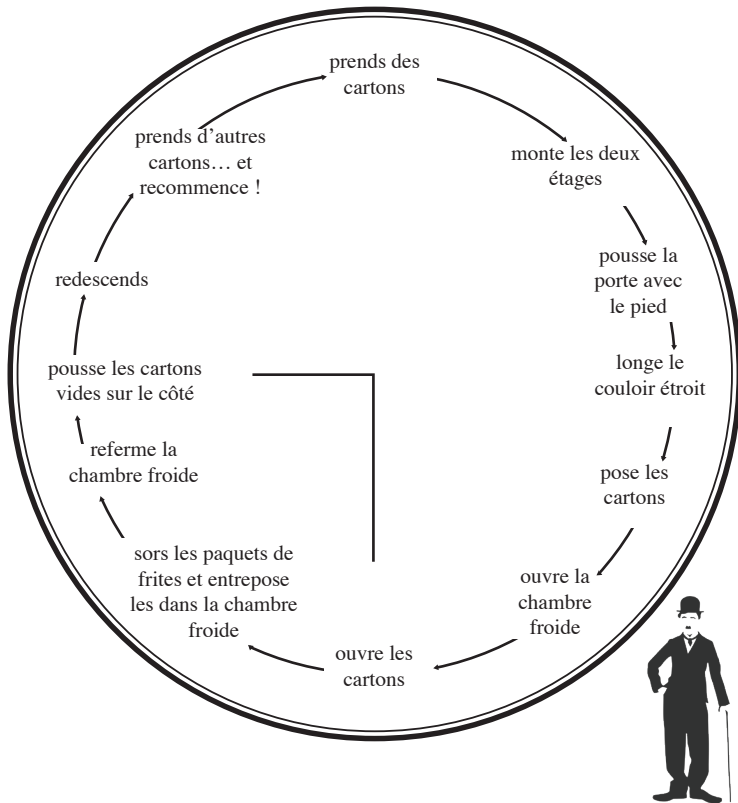 prends des
cartons
monte les deux
étages
pousse la
porte avec
le pied
longe le
couloir étroit
pose les
cartons
ouvre la
chambre
froide
ouvre les
cartons
sors les paquets de
frites et entrepose
les dans la chambre
froide
referme la
chambre froide
pousse les cartons
vides sur le côté
redescends
prends d’autres
cartons… et
recommence !